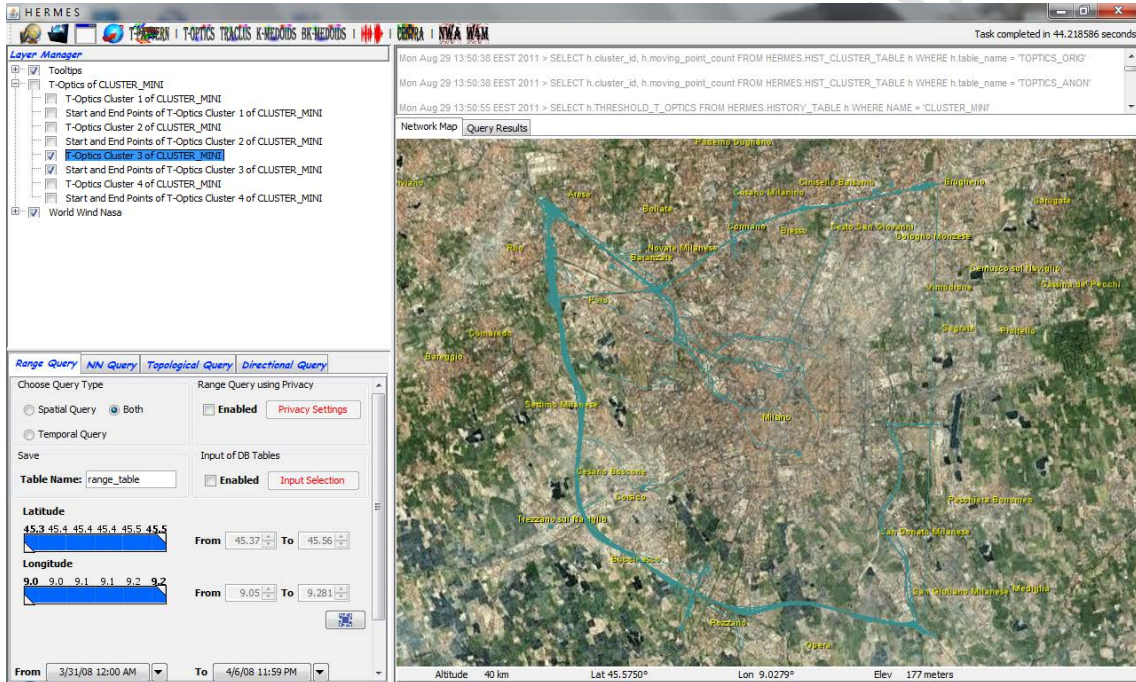 HERMES
T-PATTERN | T-OPTICS TRACLUS K-MEDOIDS BK-MEDOIDS | | CENTRA | NWA WAM
Task completed in 44.218586 seconds
Layer Manager
Tooltips
T-Optics of CLUSTER_MINI
T-Optics Cluster 1 of CLUSTER_MINI
Start and End Points of T-Optics Cluster 1 of CLUSTER_MINI
T-Optics Cluster 2 of CLUSTER_MINI
Start and End Points of T-Optics Cluster 2 of CLUSTER_MINI
T-Optics Cluster 3 of CLUSTER_MINI
Start and End Points of T-Optics Cluster 3 of CLUSTER_MINI
T-Optics Cluster 4 of CLUSTER_MINI
Start and End Points of T-Optics Cluster 4 of CLUSTER_MINI
World Wind Nasa
Mon Aug 29 13:50:38 EEST 2011 > SELECT h.cluster_id, h.moving_point_count FROM HERMES.HIST_CLUSTER_TABLE h WHERE h.table_name = 'TOPTICS_ORIG'
Mon Aug 29 13:50:38 EEST 2011 > SELECT h.cluster_id, h.moving_point_count FROM HERMES.HIST_CLUSTER_TABLE h WHERE h.table_name = 'TOPTICS_ANON'
Mon Aug 29 13:50:55 EEST 2011 > SELECT h.THRESHOLD_T_OPTICS FROM HERMES.HISTORY_TABLE h WHERE NAME = 'CLUSTER_MINI'
Network Map Query Results
Paderno Dugnano
Cinisello Balsamo
Brugherio
Arese
Cusano Milanino
Bollate
Carugate
Cormano
Bresso
Sesto San Giovanni
Cologno Monzese
Rho
Novate Milanese
Baranzate
Cernusco sul Naviglio
Vimodrone
Cassina de' Pecchi
Pero
Segrate
Pioltello
Cornaredo
Bareggio
Settimo Milanese
Milano
Cesano Boscone
Corsico
Peschiera Borromeo
Trezzano sul Naviglio
San Donato Milanese
Buccinasco
San Giuliano Milanese
Mediglia
Rozzano
Opera
Range Query NN Query Topological Query Directional Query
Choose Query Type
Range Query using Privacy
Spatial Query Both
Enabled Privacy Settings
Temporal Query
Save
Input of DB Tables
Table Name: range_table
Enabled Input Selection
Latitude
45.3 45.4 45.4 45.4 45.5 45.5
From 45.37 To 45.56
Longitude
9.0 9.0 9.1 9.1 9.2 9.2
From 9.05 To 9.281
From 3/31/08 12:00 AM To 4/6/08 11:59 PM
Altitude 40 km Lat 45.5750° Lon 9.0279° Elev 177 meters